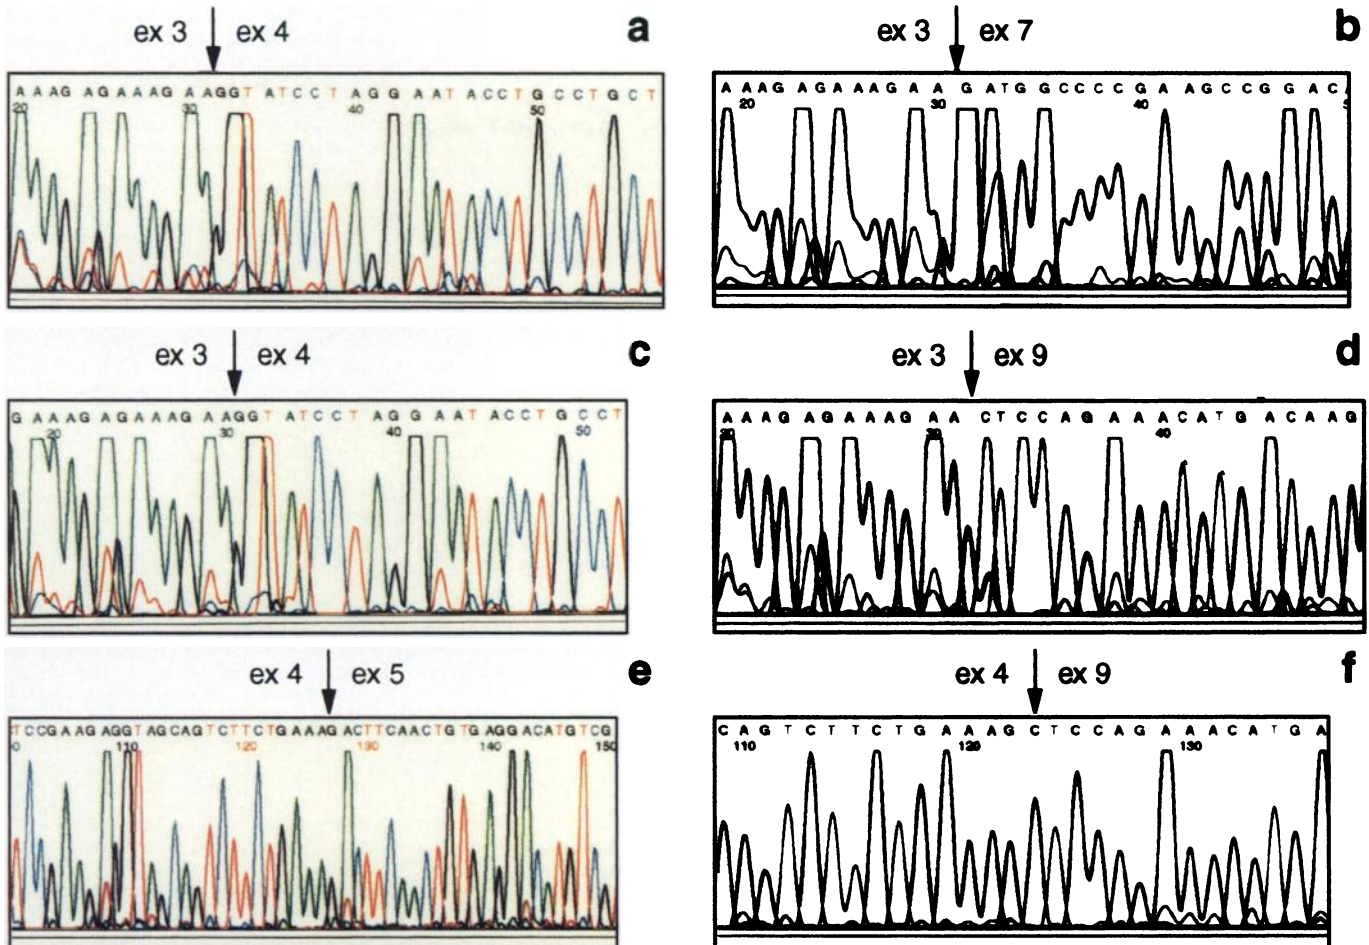 ex 3 ex 4 a
A A A G A G A A A G A A G G T A T C C T A G G A A T A C C T G C C T G C T
20 30 40 50
ex 3 ex 7 b
A A A G A G A A A G A A G A T G G C C C C G A A G C C G G A C
20 30 40
ex 3 ex 4 c
G A A A G A G A A A G A A G G T A T C C T A G G A A T A C C T G C C T
20 30 40 50
ex 3 ex 9 d
A A A G A G A A A G A A C T C C A G A A A C A T G A C A A G
30 40
ex 4 ex 5 e
T C C G A A G A G G T A G C A G T C T T C T G A A A G A C T T C A A C T G T G A G G A C A T G T C G
0 110 120 130 140 150
ex 4 ex 9 f
C A G T C T T C T G A A A G C T C C A G A A A C A T G A
110 120 130